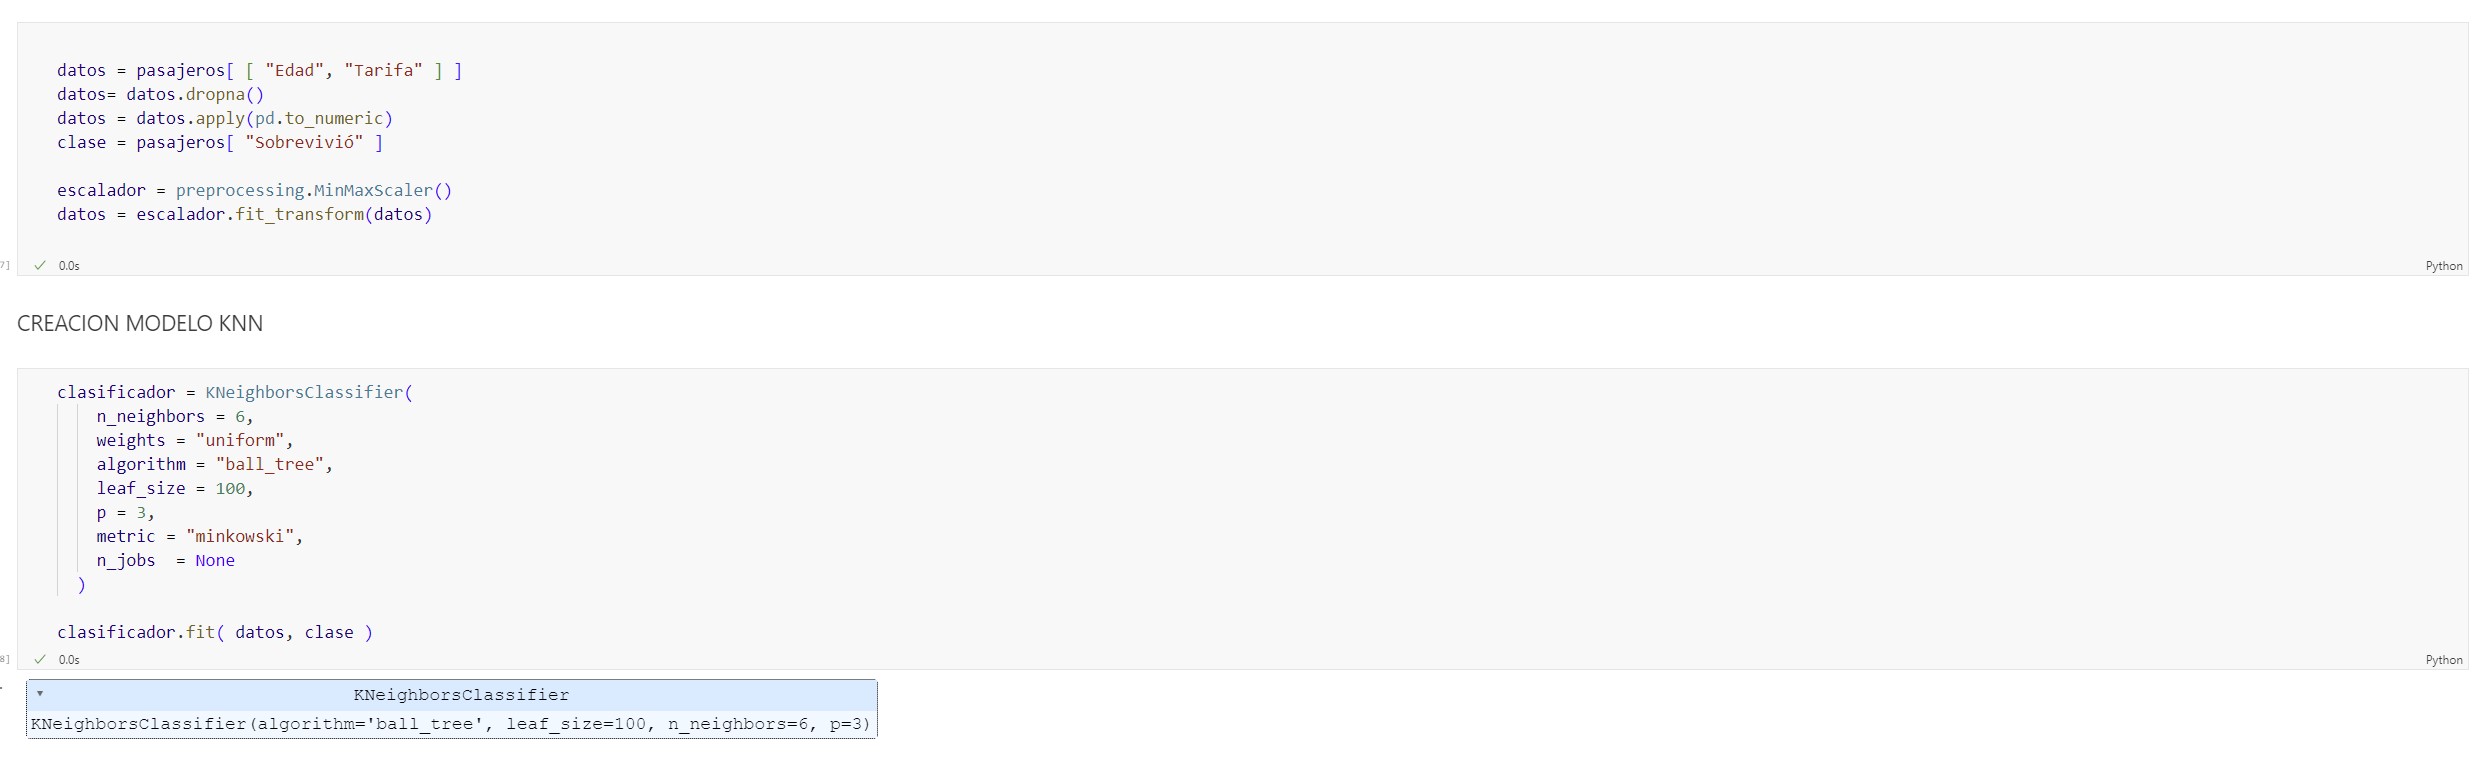 datos = pasajeros[ [ "Edad", "Tarifa" ] ]
datos= datos.dropna()
datos = datos.apply(pd.to_numeric)
clase = pasajeros[ "Sobrevivió" ]
escalador = preprocessing.MinMaxScaler()
datos = escalador.fit_transform(datos)
7]
0.0s
Python
CREACION MODELO KNN
clasificador = KNeighborsClassifier(
n_neighbors = 6,
weights = "uniform",
algorithm = "ball_tree",
leaf_size = 100,
p = 3,
metric = "minkowski",
n_jobs  = None
)
clasificador.fit( datos, clase )
8]
0.0s
Python
KNeighborsClassifier
KNeighborsClassifier(algorithm='ball_tree', leaf_size=100, n_neighbors=6, p=3)